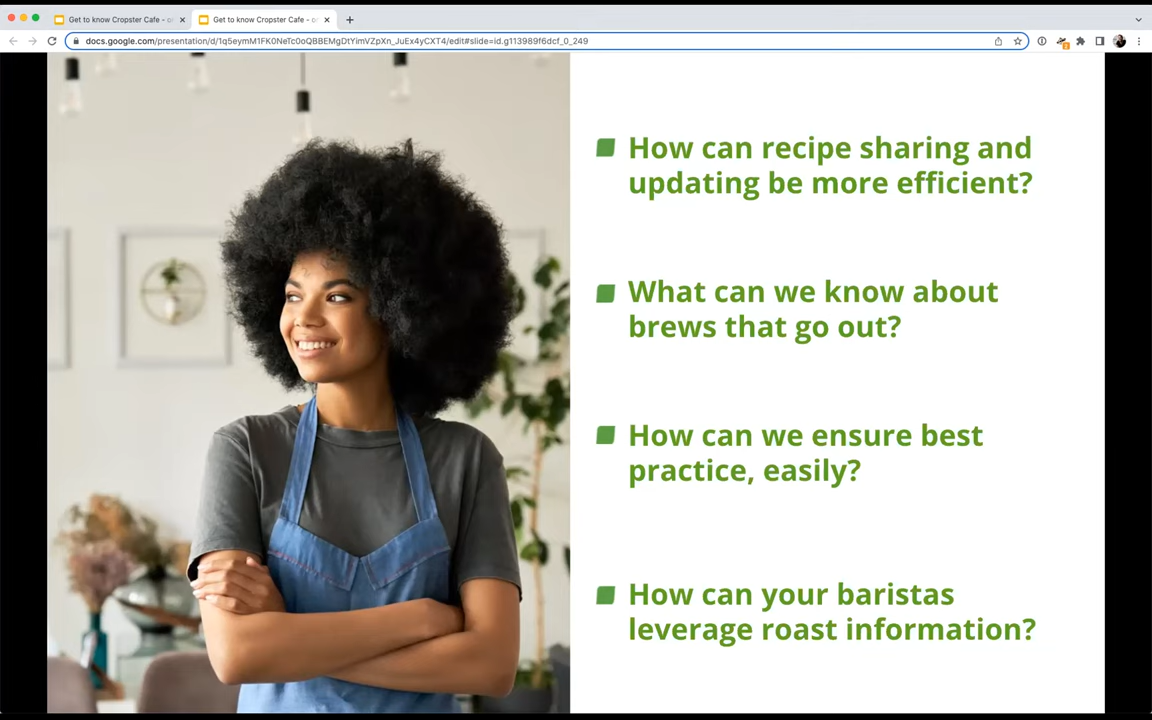 Get to know Cropster Cafe - o
Get to know Cropster Cafe - o
docs.google.com/presentation/d/1q5eymM1FK0NeTc0oQBBEMgDtYimVZpXn_JuEx4yCXT4/edit#slide=id.g113989f6dcf_0_249
How can recipe sharing and
updating be more efficient?
What can we know about
brews that go out?
How can we ensure best
practice, easily?
How can your baristas
leverage roast information?